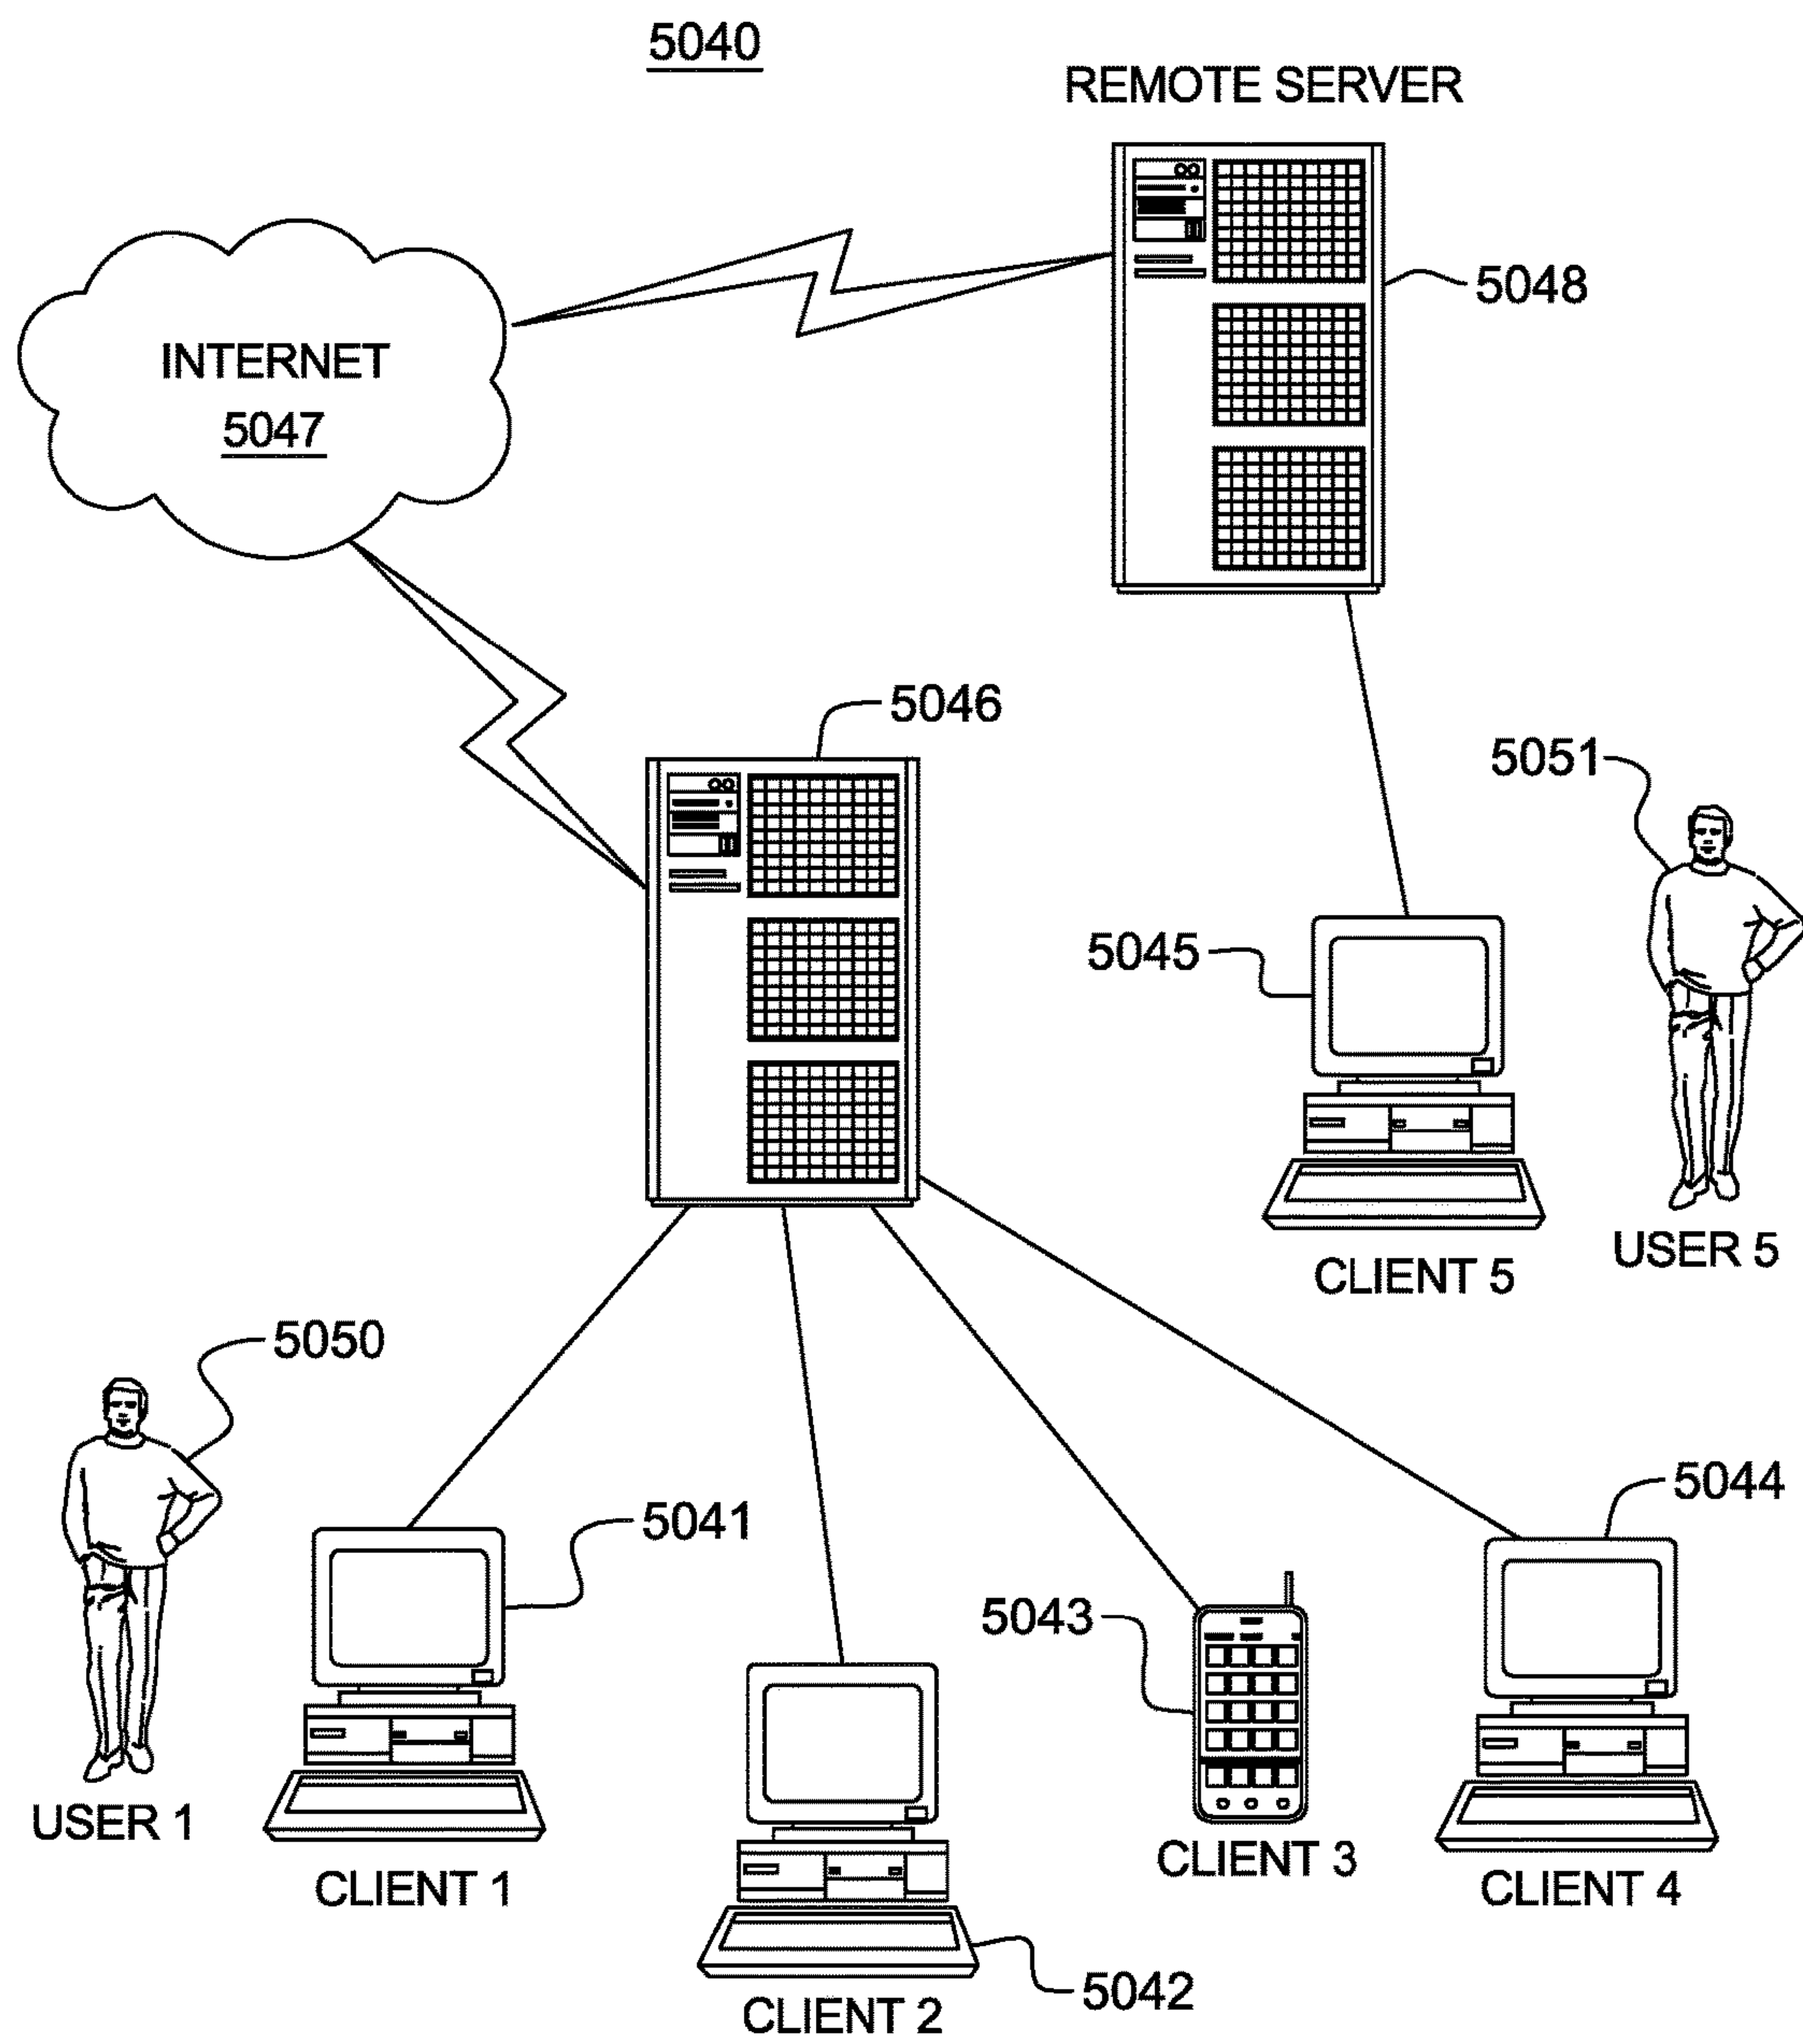 5040
REMOTE SERVER
5048
INTERNET
5047
5046
5051
5045
USER 5
CLIENT 5
5050
5044
5041
5043
USER 1
CLIENT 3
CLIENT 1
CLIENT 4
5042
CLIENT 2